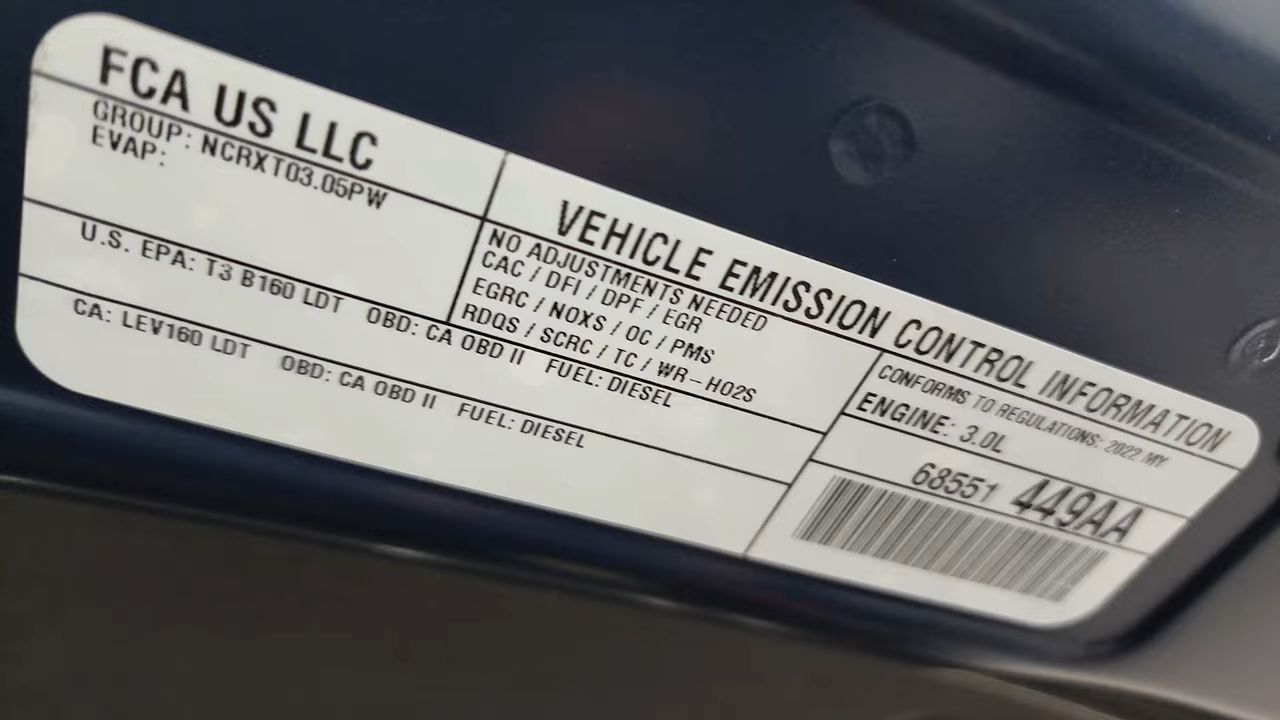 FCA US LLC
GROUP: NCRXT03.05PW
EVAP:
VEHICLE EMISSION CONTROL INFORMATION
NO ADJUSTMENTS NEEDED
CAC / DFI / DPF / EGR
EGRC / NOXS / OC / PMS
RDQS / SCRC / TC / WR-HO2S
CONFORMS TO REGULATIONS: 2022 MY
ENGINE: 3.0L
U.S. EPA: T3 B160 LDT OBD: CA OBD II FUEL: DIESEL
CA: LEV160 LDT OBD: CA OBD II FUEL: DIESEL
68551 449AA